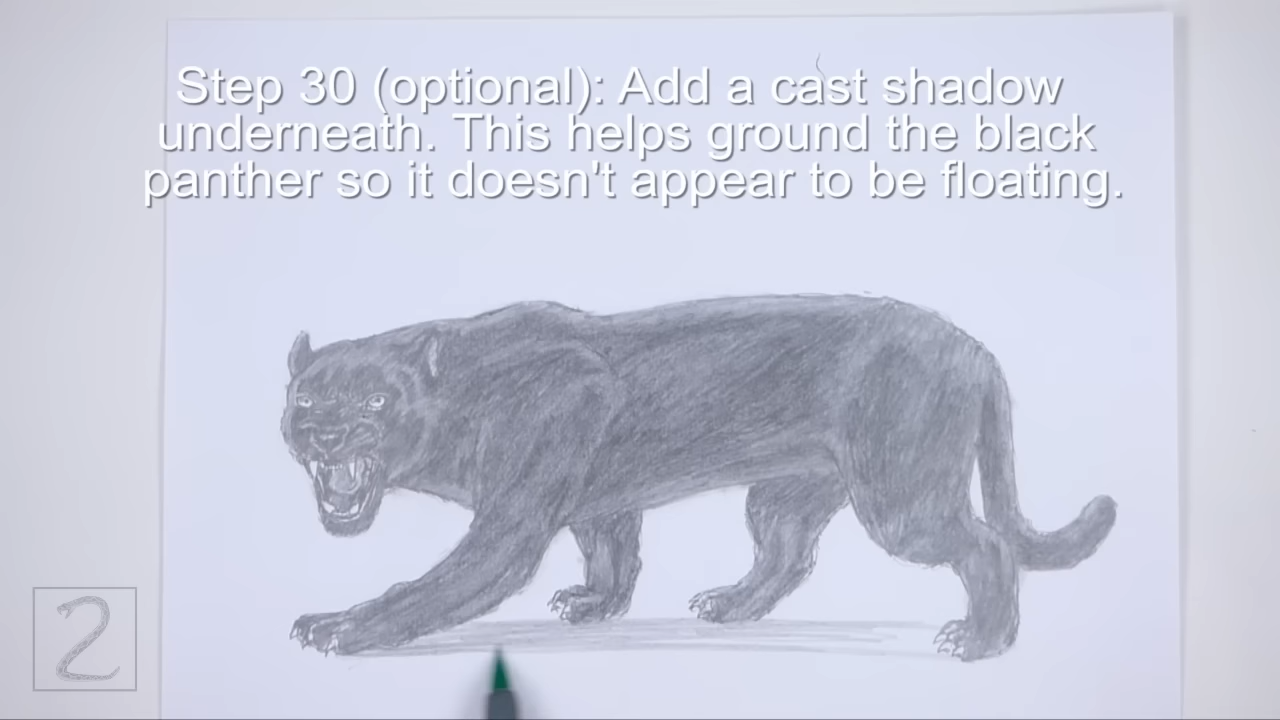 Step 30 (optional): Add a cast shadow
underneath. This helps ground the black
panther so it doesn't appear to be floating.
2